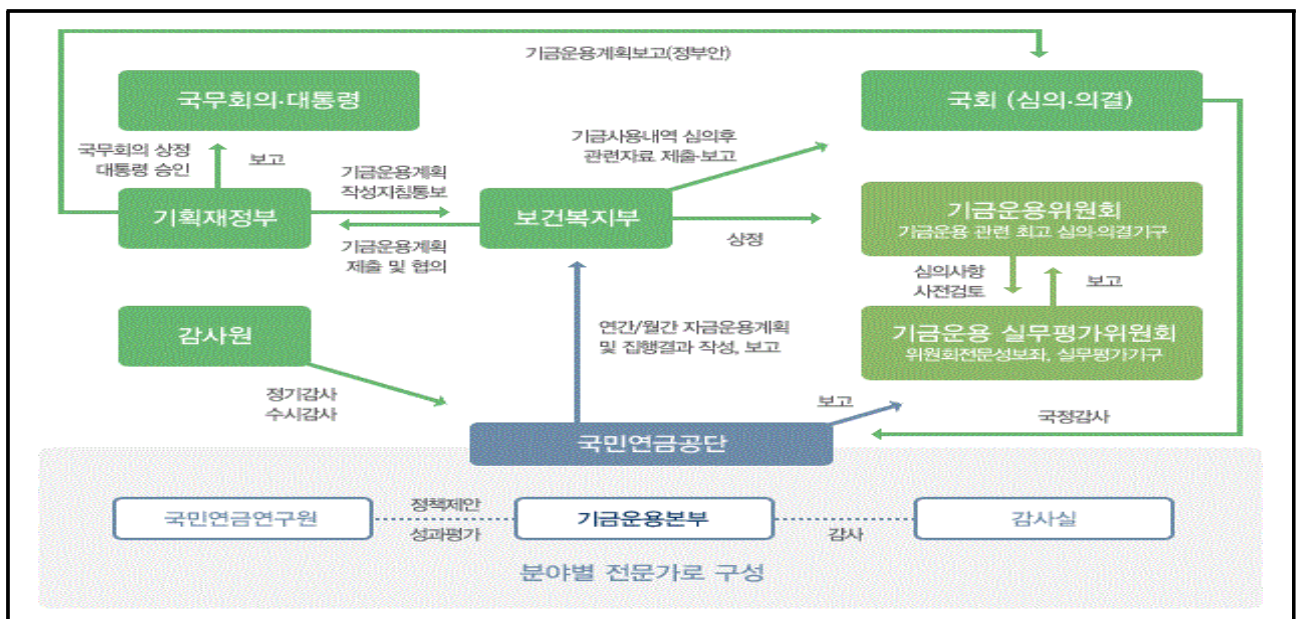 기금운용계획보고(정부안)
국무회의·대통령
국회 (심의·의결)
국무회의 상정
대통령 승인
보고
기금운용계획
작성지침통보
기금사용내역 심의후
관련자료 제출·보고
기획재정부
보건복지부
기금운용위원회
기금운용 관련 최고 심의·의결기구
상정
기금운용계획
제출 및 협의
심의사항
사전검토
보고
감사원
연간/월간 자금운용계획
및 집행결과 작성, 보고
기금운용 실무평가위원회
위원회전문성보좌, 실무평가기구
정기감사
수시감사
보고
국정감사
국민연금공단
국민연금연구원
정책제안
성과평가
기금운용본부
감사
감사실
분야별 전문가로 구성